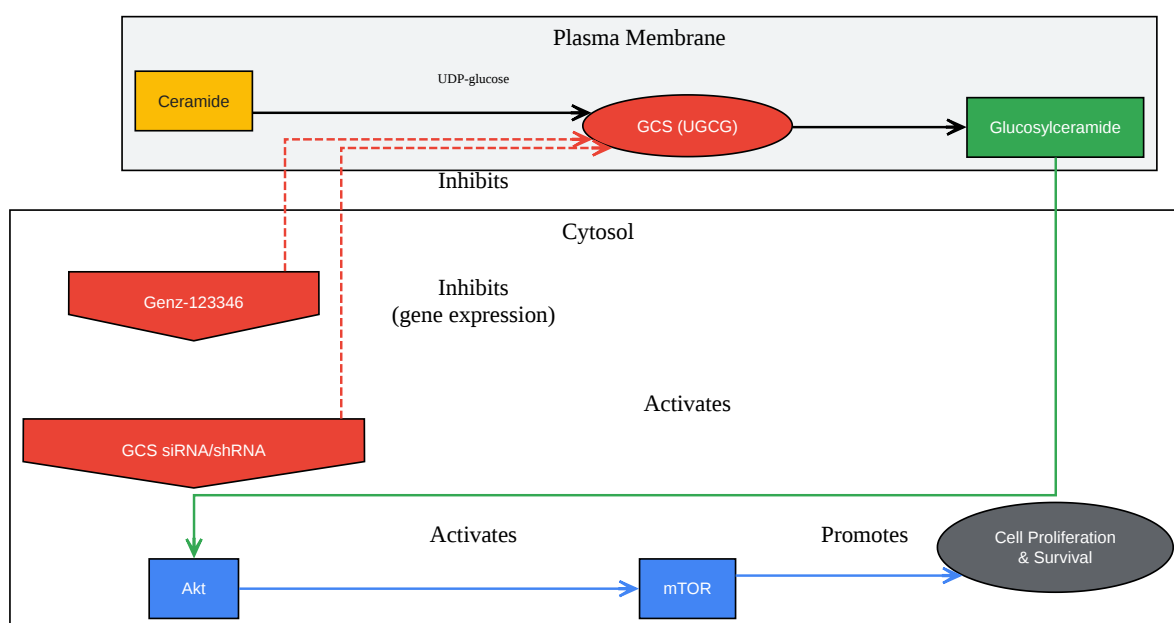 Plasma Membrane
UDP-glucose
Ceramide
GCS (UGCG)
Glucosylceramide
Inhibits
Cytosol
Genz-123346
Inhibits
(gene expression)
Activates
GCS siRNA/shRNA
Activates
Promotes
Cell Proliferation
& Survival
Akt
mTOR